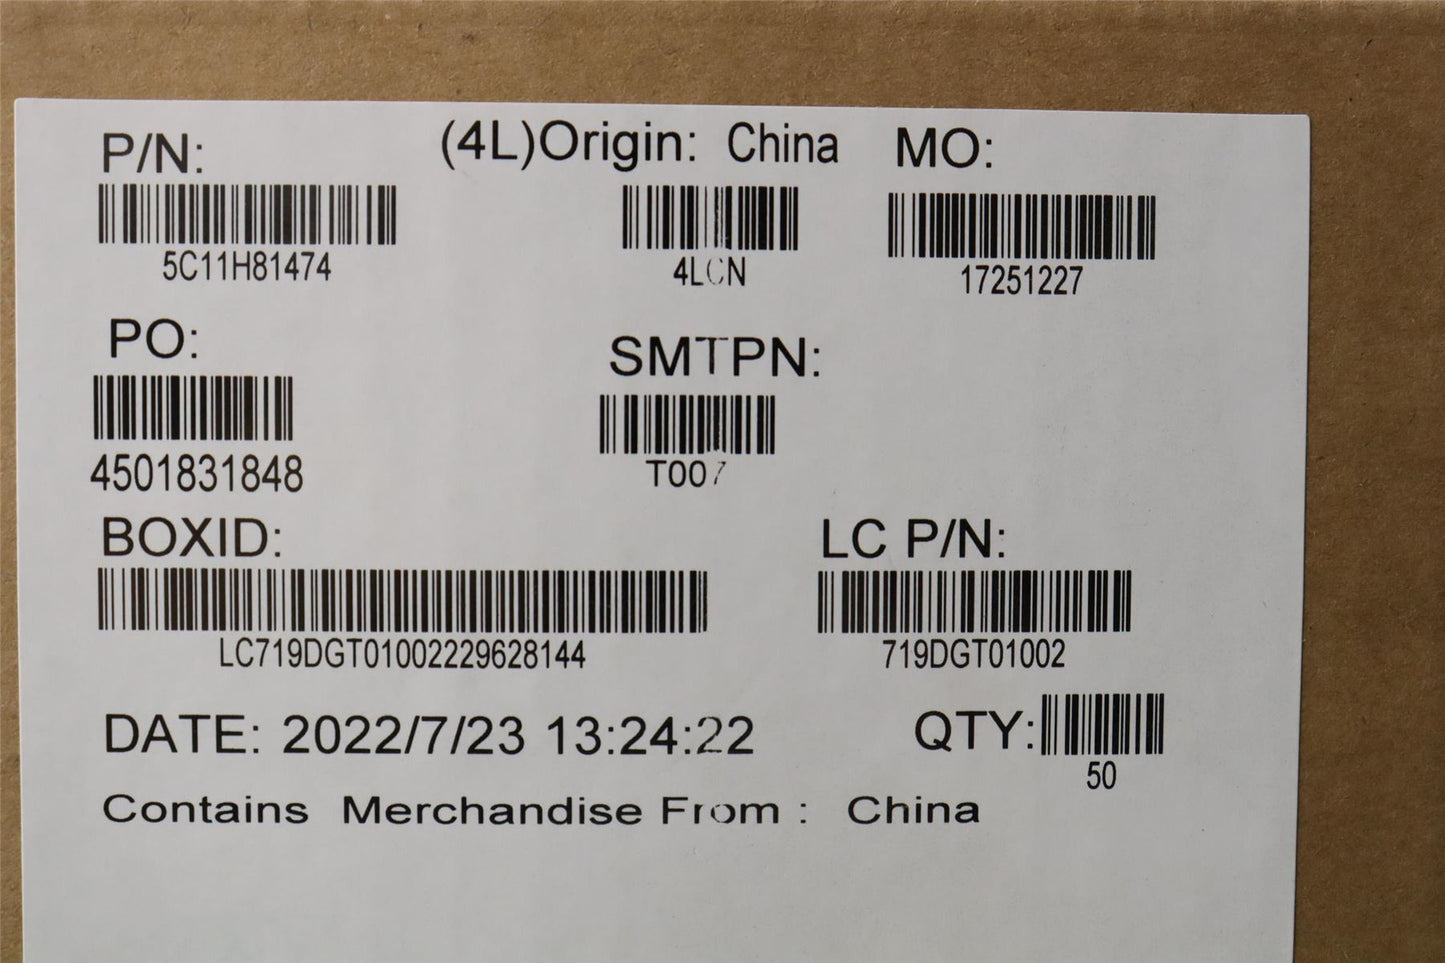 P/N: (4L)Origin: China MO:
5C11H81474 4LCN 17251227
PO: SMTPN:
4501831848 T007
BOXID: LC P/N:
LC719DGT01002229628144 719DGT01002
DATE: 2022/7/23 13:24:22 QTY:
50
Contains Merchandise From : China